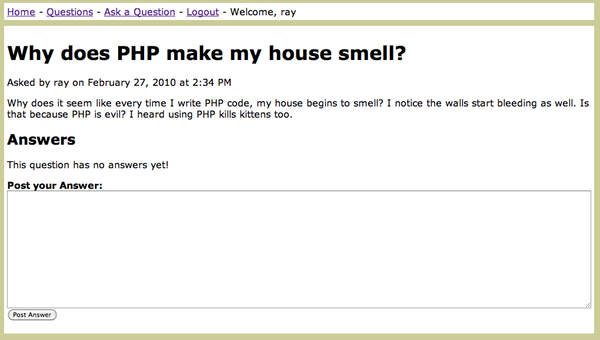 Home - Questions - Ask a Question - Logout - Welcome, ray
Why does PHP make my house smell?
Asked by ray on February 27, 2010 at 2:34 PM
Why does it seem like every time I write PHP code, my house begins to smell? I notice the walls start bleeding as well. Is
that because PHP is evil? I heard using PHP kills kittens too.
Answers
This question has no answers yet!
Post your Answer:
Post Answer